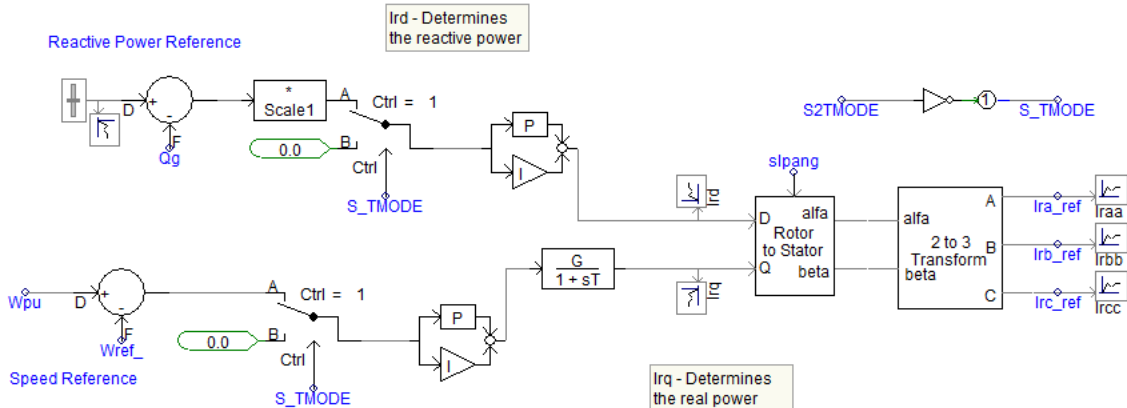 Ird - Determines
the reactive power
Reactive Power Reference
D
+
-
F
Qg
*
Scale1
A
Ctrl = 1
B
0.0
Ctrl
S_TMODE
P
I
S2TMODE
1
S_TMODE
slpang
Ird
D
alfa
Rotor
to Stator
Q
beta
alfa
2 to 3
Transform
beta
A
B
C
Ira_ref
Iraa
Irb_ref
Irbb
Irc_ref
Ircc
Wpu
D
+
-
F
Wref_
A
Ctrl = 1
B
0.0
Ctrl
S_TMODE
P
I
G
1 + sT
Irq
Speed Reference
Irq - Determines
the real power